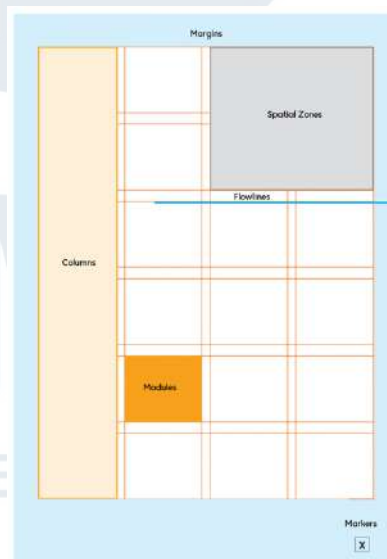 Margins
Spatial Zones
Flowlines
Columns
Modules
Markers
X